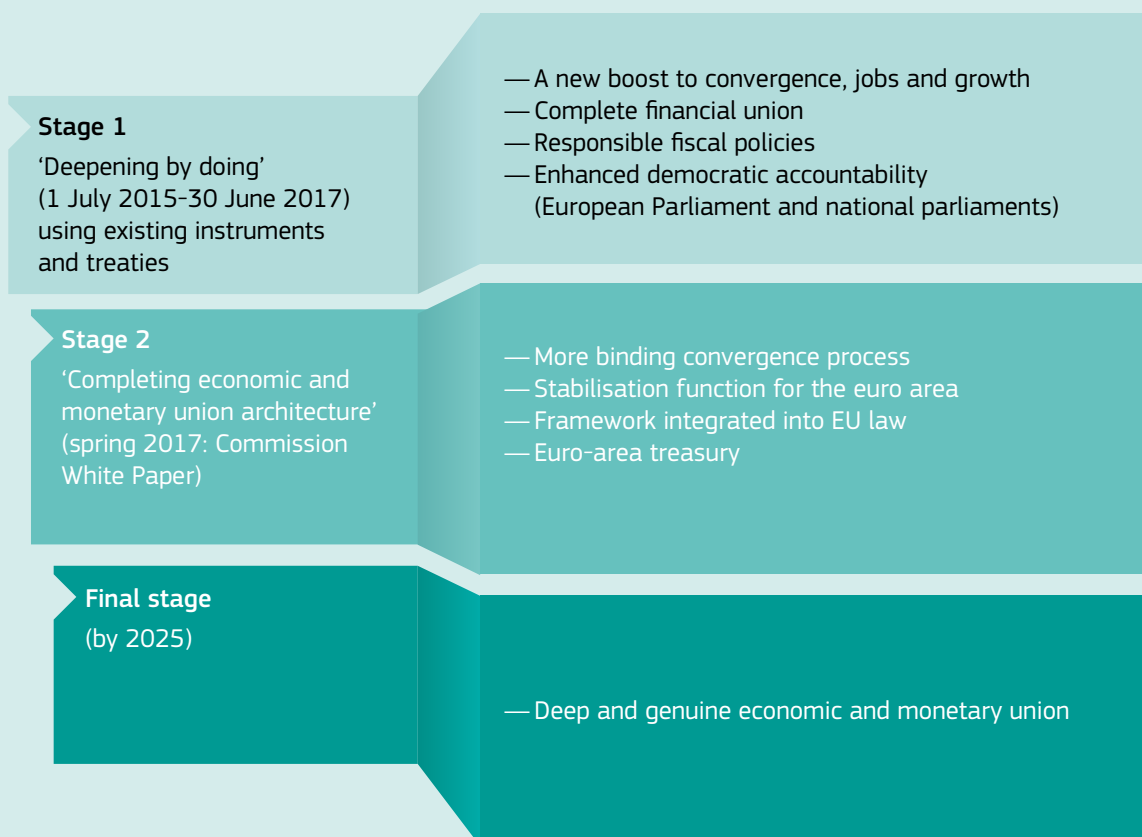 Stage 1
‘Deepening by doing’
(1 July 2015-30 June 2017)
using existing instruments
and treaties
— A new boost to convergence, jobs and growth
— Complete financial union
— Responsible fiscal policies
— Enhanced democratic accountability
(European Parliament and national parliaments)
Stage 2
‘Completing economic and
monetary union architecture’
(spring 2017: Commission
White Paper)
— More binding convergence process
— Stabilisation function for the euro area
— Framework integrated into EU law
— Euro-area treasury
Final stage
(by 2025)
— Deep and genuine economic and monetary union